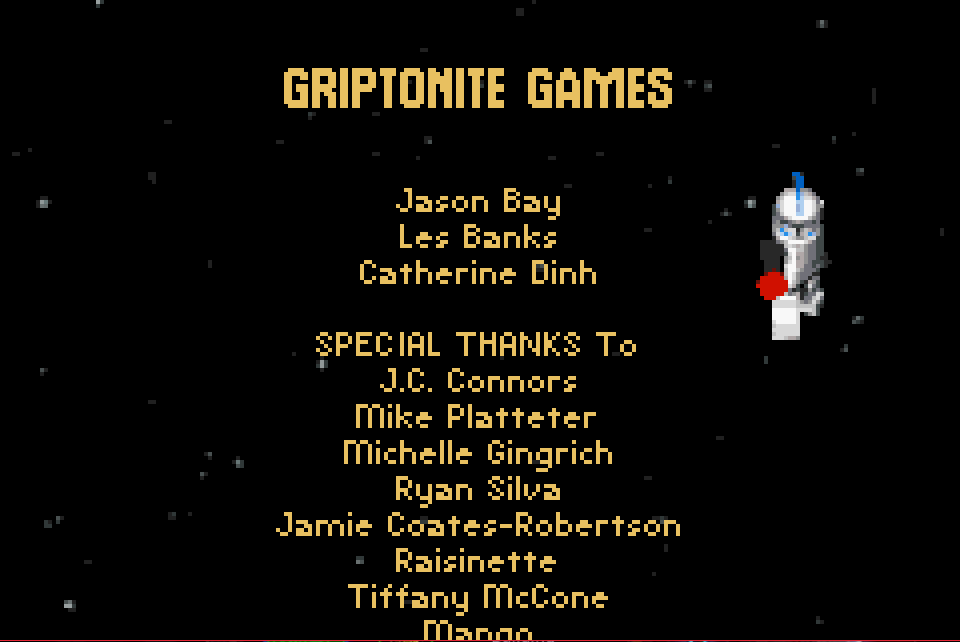 GRIPTONITE GAMES
Jason Bay
Les Banks
Catherine Dinh
SPECIAL THANKS To
J.C. Connors
Mike Platteter
Michelle Gingrich
Ryan Silva
Jamie Coates-Robertson
Raisinette
Tiffany McCone
Mango